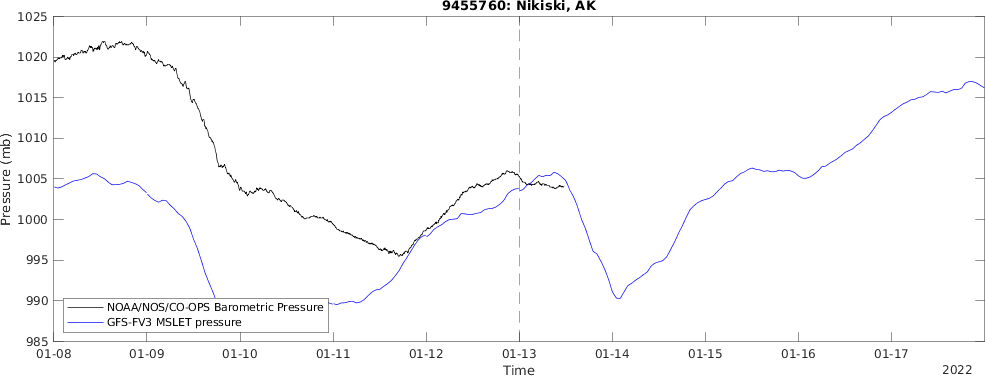 9455760: Nikiski, AK
Pressure (mb)
1025
1020
1015
1010
1005
1000
995
990
985
NOAA/NOS/CO-OPS Barometric Pressure
GFS-FV3 MSLET pressure
01-08 01-09 01-10 01-11 01-12 01-13 01-14 01-15 01-16 01-17
Time
2022